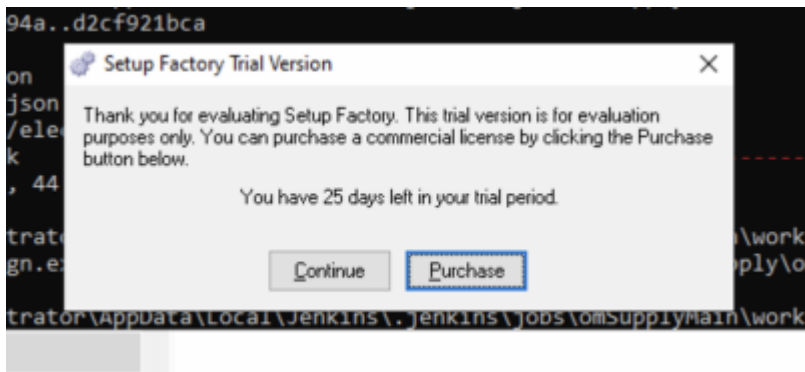 94a..d2cf921bca
Setup Factory Trial Version
on
json
Thank you for evaluating Setup Factory. This trial version is for evaluation
purposes only. You can purchase a commercial license by clicking the Purchase
button below.
/ele
k
, 44
You have 25 days left in your trial period.
trat
\work
gn.e
pply\o
Continue
Purchase
trator\AppData\Local\Jenkins\.jenkins\jobs\omSupplyMain\work